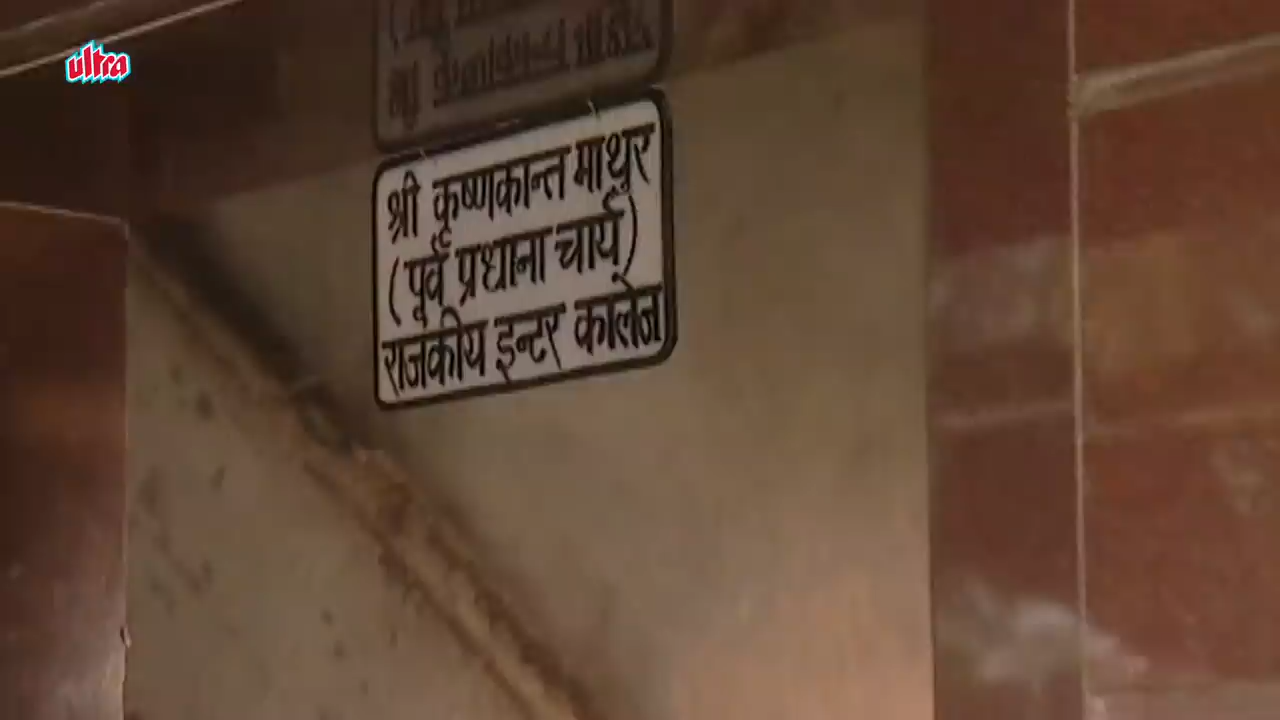 ultra
श्री कृष्णकान्त माथुर
(पूर्व प्रधाना चार्य)
राजकीय इन्टर कालेज